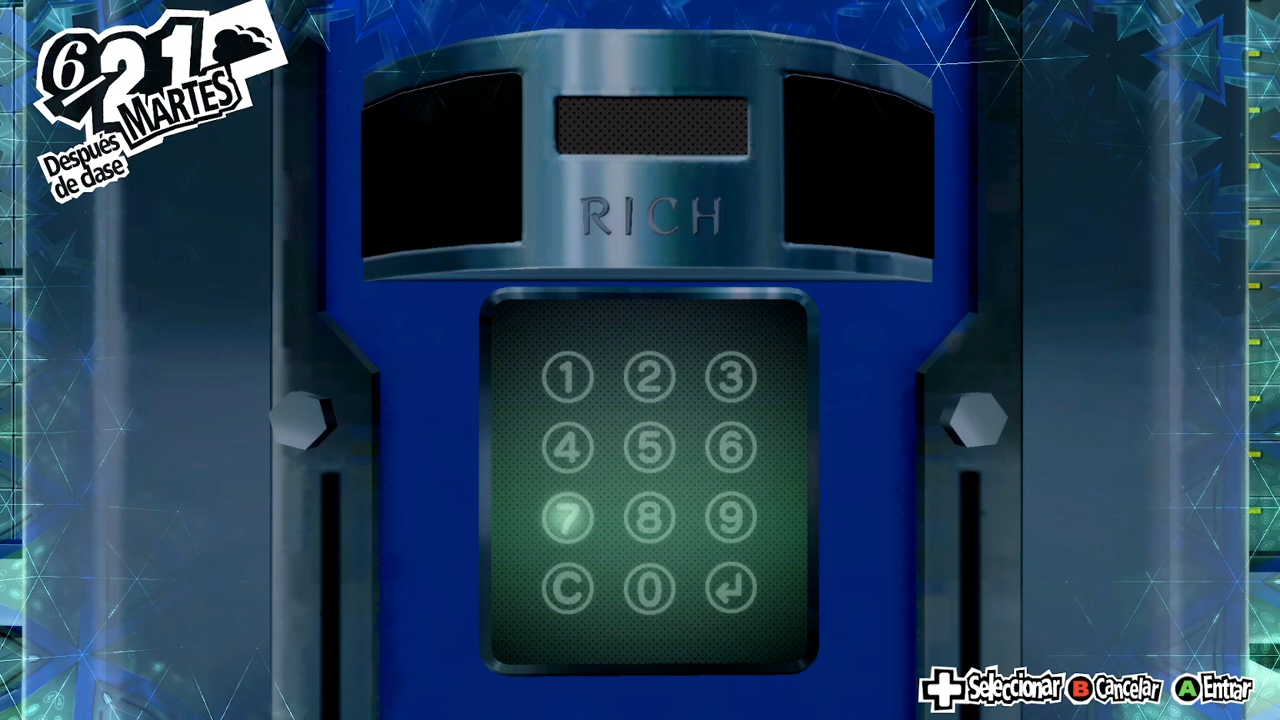 6/21
MARTES
Después
de clase
RICH
1 2 3
4 5 6
7 8 9
C 0 ↵
Seleccionar B Cancelar A Entrar